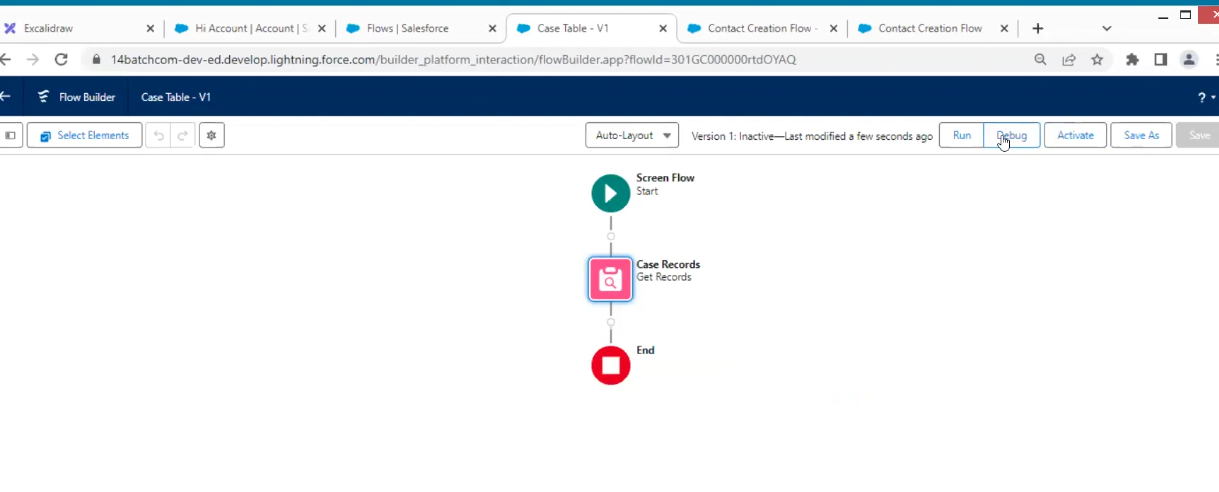 Excalidraw
Hi Account | Account | S
Flows | Salesforce
Case Table - V1
Contact Creation Flow -
Contact Creation Flow
14batchcom-dev-ed.develop.lightning.force.com/builder_platform_interaction/flowBuilder.app?flowId=301GC000000rtdOYAQ
Flow Builder
Case Table - V1
?
Select Elements
Auto-Layout
Version 1: Inactive—Last modified a few seconds ago
Run
Debug
Activate
Save As
Save
Screen Flow
Start
Case Records
Get Records
End